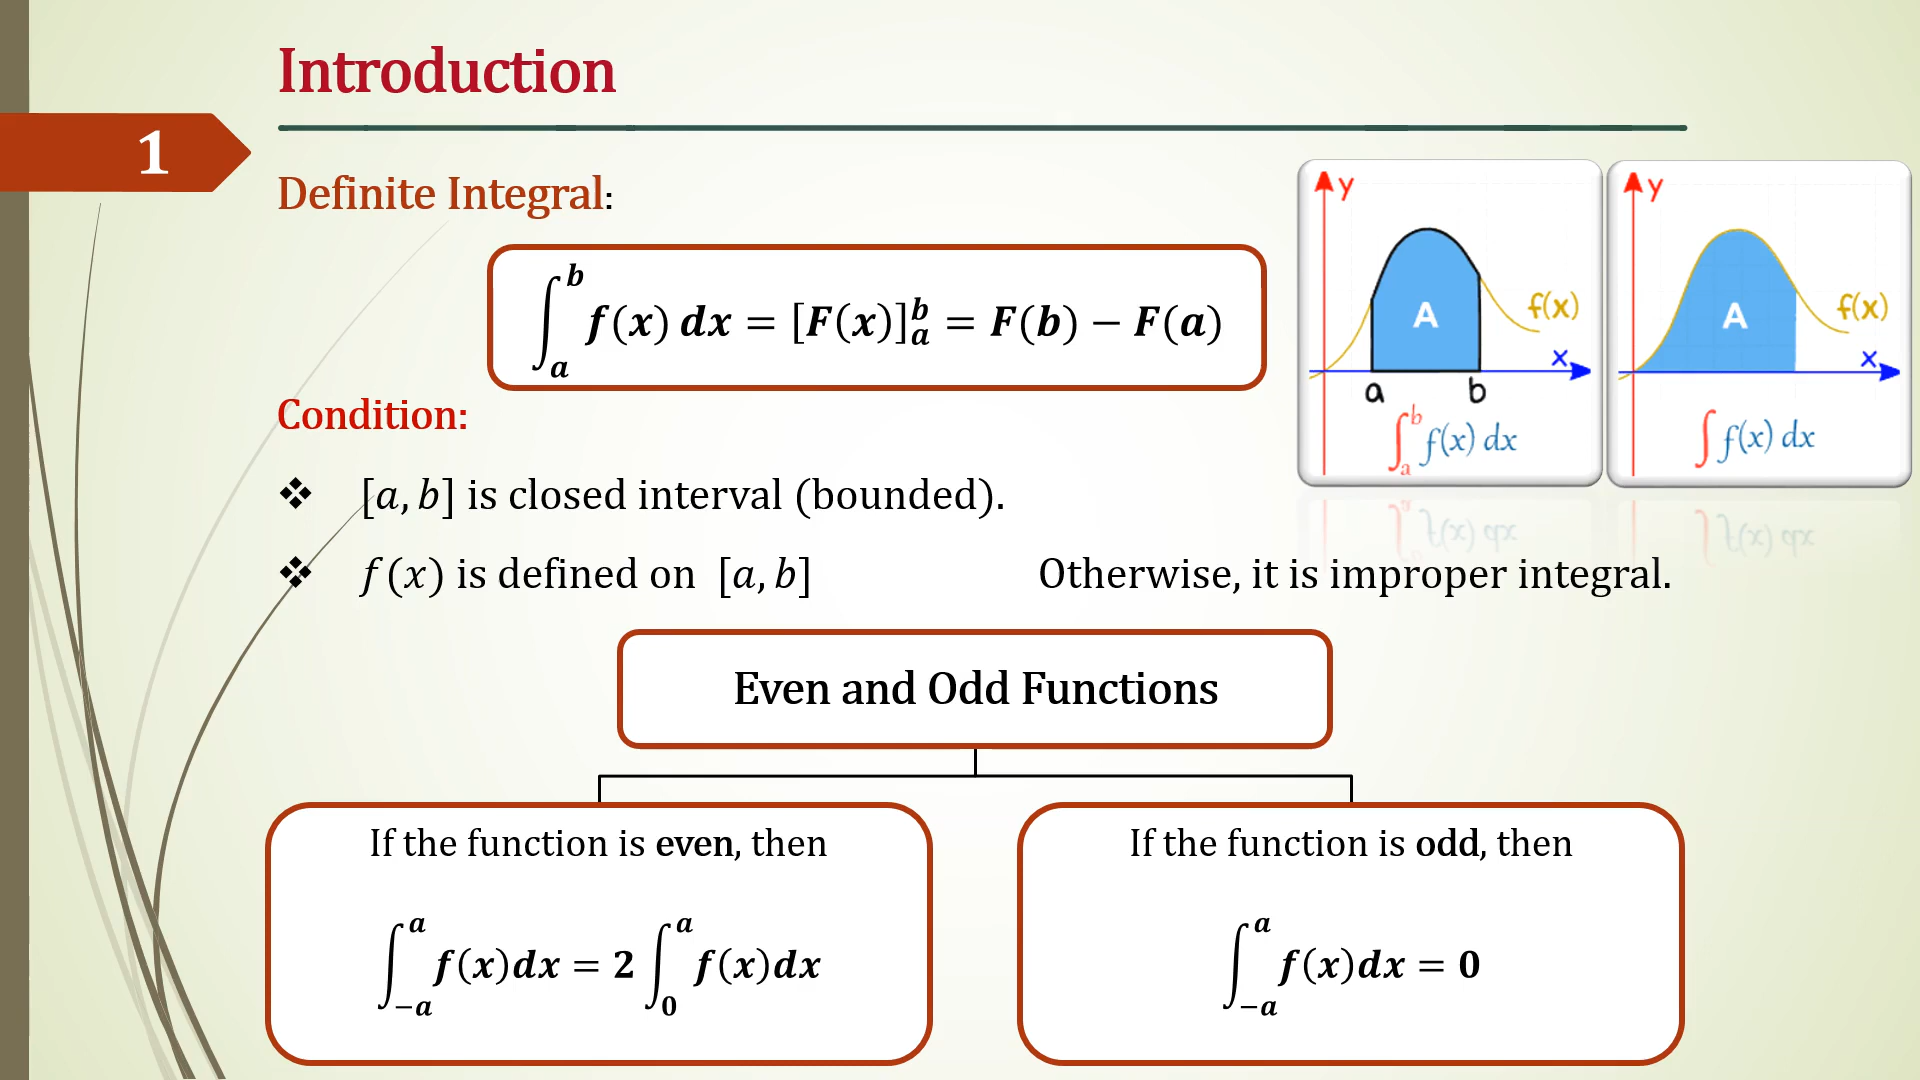 Introduction
1
Definite Integral:
∫_a^b f(x) dx = [F(x)]_a^b = F(b) − F(a)
y
A
f(x)
x
a b
∫_a^b f(x) dx
y
A
f(x)
x
∫ f(x) dx
Condition:
❖ [a, b] is closed interval (bounded).
❖ f(x) is defined on [a, b] Otherwise, it is improper integral.
Even and Odd Functions
If the function is even, then
∫_{−a}^a f(x)dx = 2 ∫_0^a f(x)dx
If the function is odd, then
∫_{−a}^a f(x)dx = 0